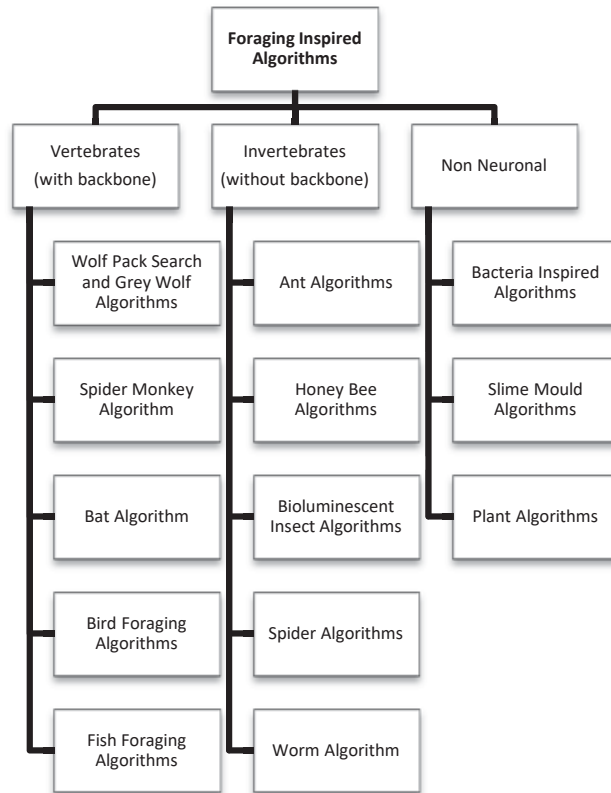 Foraging Inspired
Algorithms
Vertebrates
(with backbone)
Invertebrates
(without backbone)
Non Neuronal
Wolf Pack Search
and Grey Wolf
Algorithms
Spider Monkey
Algorithm
Bat Algorithm
Bird Foraging
Algorithms
Fish Foraging
Algorithms
Ant Algorithms
Honey Bee
Algorithms
Bioluminescent
Insect Algorithms
Spider Algorithms
Worm Algorithm
Bacteria Inspired
Algorithms
Slime Mould
Algorithms
Plant Algorithms